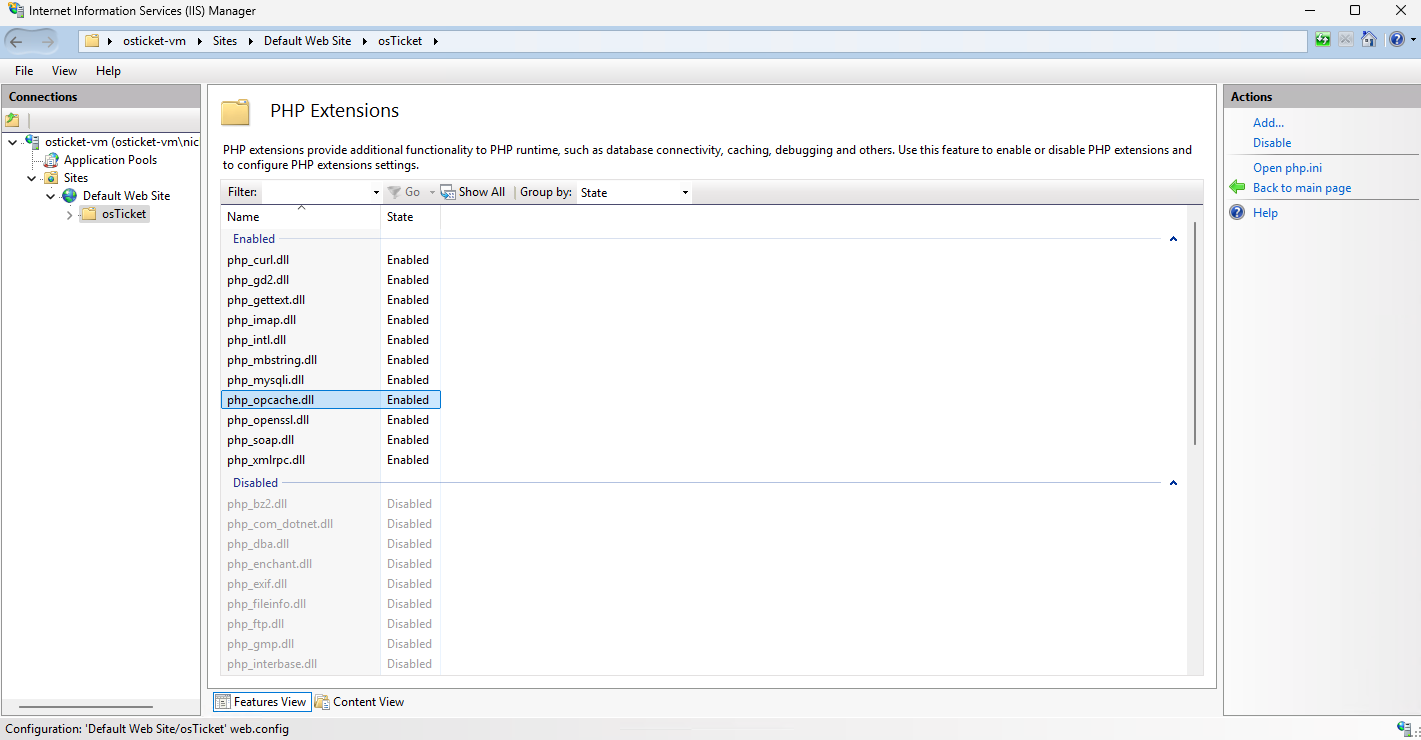 Internet Information Services (IIS) Manager
osticket-vm Sites Default Web Site osTicket
File View Help
Connections
osticket-vm (osticket-vm\nic
Application Pools
Sites
Default Web Site
osTicket
PHP Extensions
PHP extensions provide additional functionality to PHP runtime, such as database connectivity, caching, debugging and others. Use this feature to enable or disable PHP extensions and
to configure PHP extensions settings.
Filter: Go Show All Group by: State
Name State
Enabled
php_curl.dll Enabled
php_gd2.dll Enabled
php_gettext.dll Enabled
php_imap.dll Enabled
php_intl.dll Enabled
php_mbstring.dll Enabled
php_mysqli.dll Enabled
php_opcache.dll Enabled
php_openssl.dll Enabled
php_soap.dll Enabled
php_xmlrpc.dll Enabled
Disabled
php_bz2.dll Disabled
php_com_dotnet.dll Disabled
php_dba.dll Disabled
php_enchant.dll Disabled
php_exif.dll Disabled
php_fileinfo.dll Disabled
php_ftp.dll Disabled
php_gmp.dll Disabled
php_interbase.dll Disabled
Features View Content View
Actions
Add...
Disable
Open php.ini
Back to main page
Help
Configuration: 'Default Web Site/osTicket' web.config